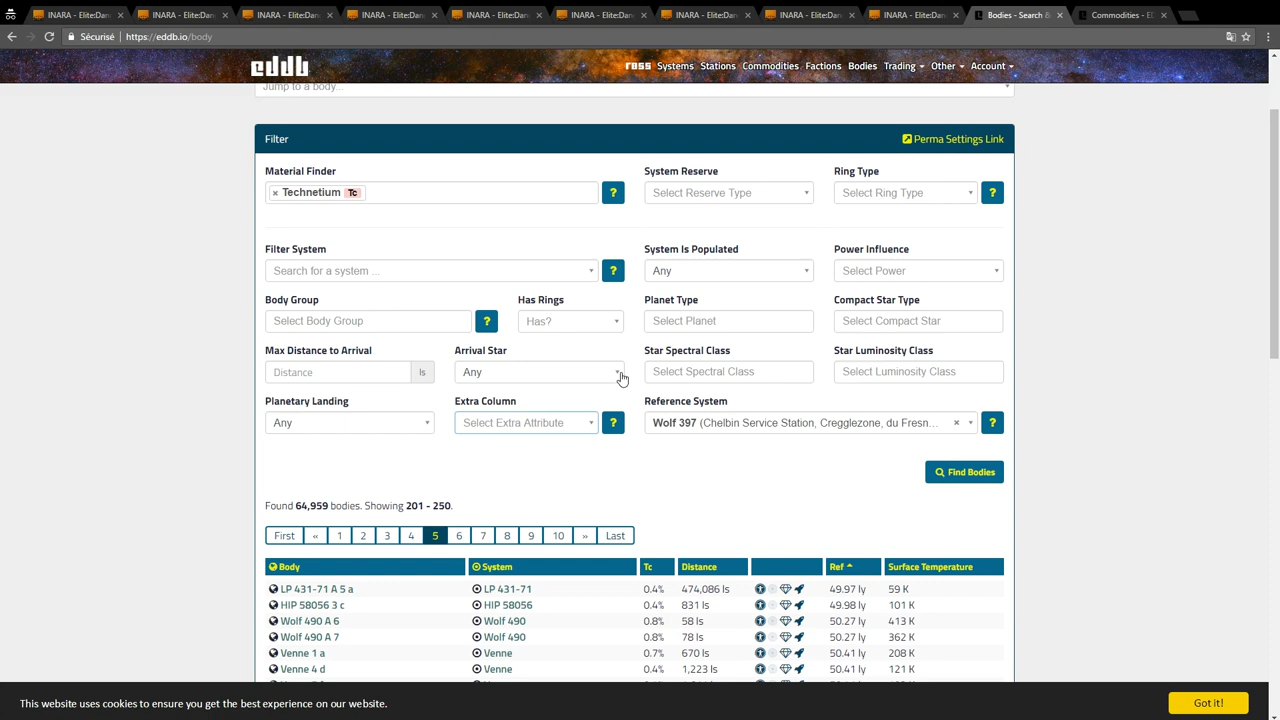 INARA - Elite:Dan INARA - Elite:Dan INARA - Elite:Dan INARA - Elite:Dan INARA - Elite:Dan INARA - Elite:Dan INARA - Elite:Dan INARA - Elite:Dan INARA - Elite:Dan Bodies - Search & Commodities - ED
Sécurisé https://eddb.io/body
eddb ross Systems Stations Commodities Factions Bodies Trading Other Account
Jump to a body...
Filter Perma Settings Link
Material Finder System Reserve Ring Type
× Technetium Tc ? Select Reserve Type Select Ring Type ?
Filter System System Is Populated Power Influence
Search for a system ... ? Any Select Power
Body Group Has Rings Planet Type Compact Star Type
Select Body Group ? Has? Select Planet Select Compact Star
Max Distance to Arrival Arrival Star Star Spectral Class Star Luminosity Class
Distance ls Any Select Spectral Class Select Luminosity Class
Planetary Landing Extra Column Reference System
Any Select Extra Attribute ? Wolf 397 (Chelbin Service Station, Cregglezone, du Fresn... × ?
Find Bodies
Found 64,959 bodies. Showing 201 - 250.
First « 1 2 3 4 5 6 7 8 9 10 » Last
Body System Tc Distance Ref Surface Temperature
LP 431-71 A 5 a LP 431-71 0.4% 474,086 ls 49.97 ly 59 K
HIP 58056 3 c HIP 58056 0.4% 831 ls 49.98 ly 101 K
Wolf 490 A 6 Wolf 490 0.8% 58 ls 50.27 ly 413 K
Wolf 490 A 7 Wolf 490 0.8% 78 ls 50.27 ly 362 K
Venne 1 a Venne 0.7% 670 ls 50.41 ly 208 K
Venne 4 d Venne 0.4% 1,223 ls 50.41 ly 121 K
This website uses cookies to ensure you get the best experience on our website. Got it!